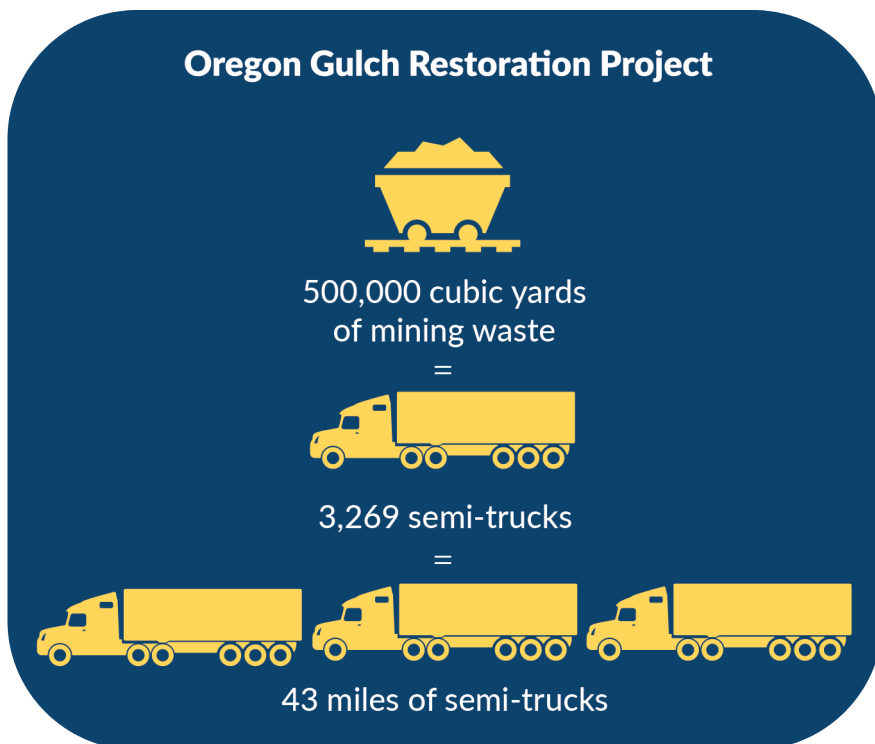 Oregon Gulch Restoration Project
500,000 cubic yards
of mining waste
=
3,269 semi-trucks
=
43 miles of semi-trucks